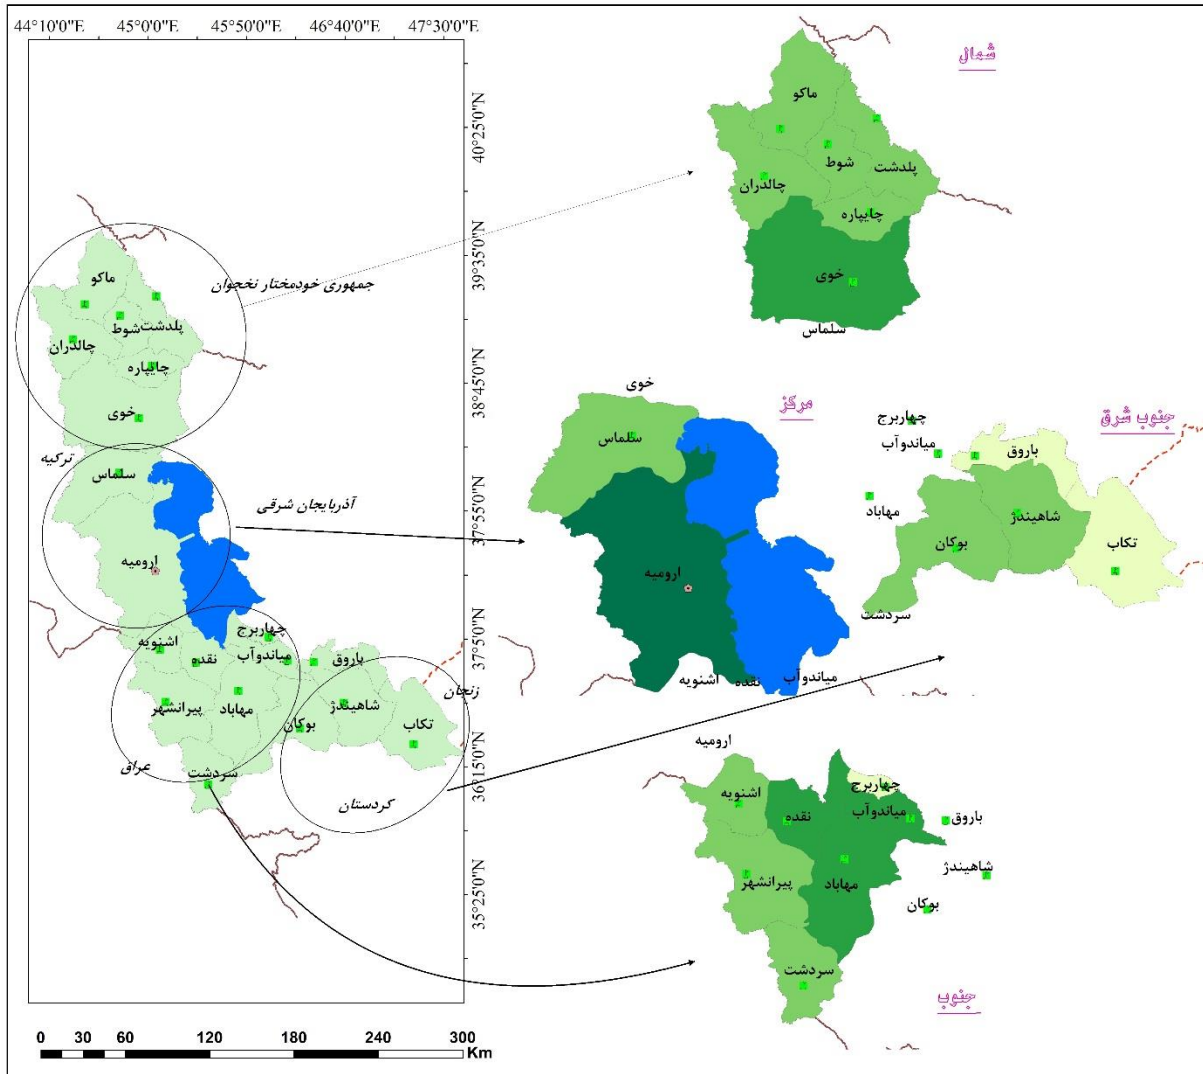 44°10'0"E 45°0'0"E 45°50'0"E 46°40'0"E 47°30'0"E
40°25'0"N
39°35'0"N
38°45'0"N
37°55'0"N
37°5'0"N
36°15'0"N
35°25'0"N
ماکو
جمهوری خودمختار نخجوان
شوط
پلدشت
چالدران
چایپاره
خوی
ترکیه
سلماس
آذربایجان شرقی
ارومیه
چهاربرج
اشنویه
نقده
میاندوآب
باروق
زنجان
پیرانشهر
مهاباد
بوکان
شاهیندژ
تکاب
عراق
سردشت
کردستان
0 30 60 120 180 240 300
Km
شمال
ماکو
شوط
پلدشت
چالدران
چایپاره
خوی
سلماس
مرکز
خوی
سلماس
ارومیه
اشنویه
نقده
میاندوآب
جنوب شرق
چهاربرج
میاندوآب
باروق
مهاباد
شاهیندژ
بوکان
تکاب
سردشت
ارومیه
اشنویه
چهاربرج
نقده
میاندوآب
باروق
پیرانشهر
مهاباد
شاهیندژ
بوکان
سردشت
جنوب